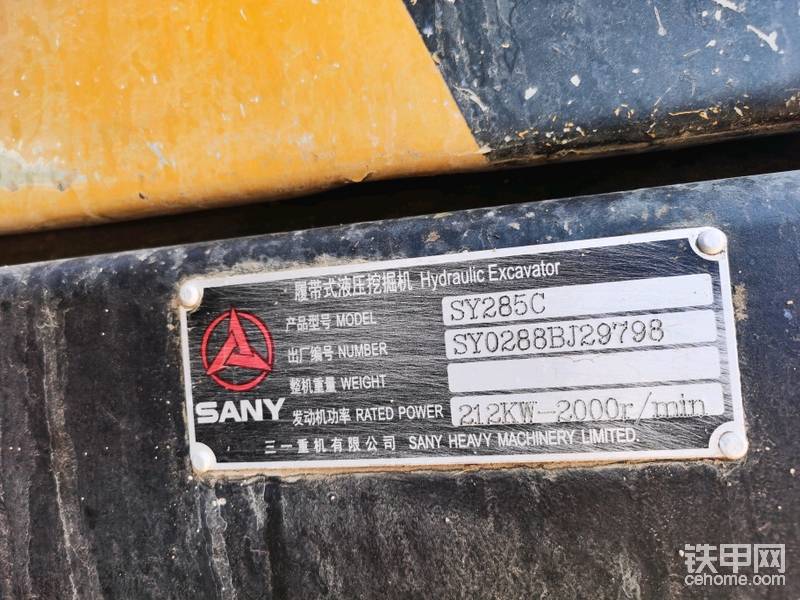 履带式液压挖掘机 Hydraulic Excavator
产品型号 MODEL SY285C
出厂编号 NUMBER SY0288BJ29798
整机重量 WEIGHT
发动机功率 RATED POWER 212KW-2000r/min
SANY
三一重机有限公司 SANY HEAVY MACHINERY LIMITED.
铁甲网
cehome.com